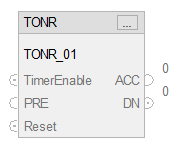 TONR ...
TONR_01
TimerEnable ACC 0
PRE DN 0
Reset